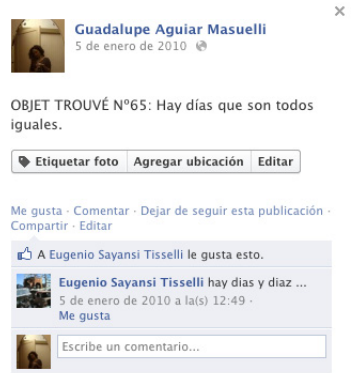 Guadalupe Aguiar Masuelli
5 de enero de 2010
OBJET TROUVÉ Nº65: Hay días que son todos
iguales.
Etiquetar foto Agregar ubicación Editar
Me gusta · Comentar · Dejar de seguir esta publicación ·
Compartir · Editar
A Eugenio Sayansi Tisselli le gusta esto.
Eugenio Sayansi Tisselli hay dias y diaz ...
5 de enero de 2010 a la(s) 12:49 ·
Me gusta
Escribe un comentario...